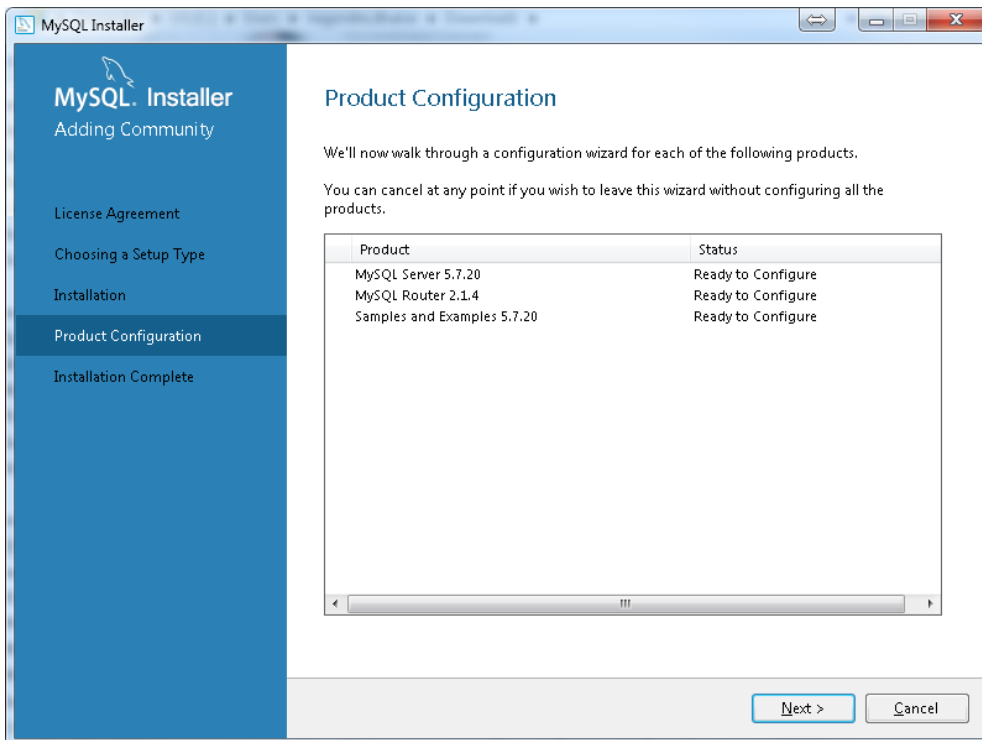 MySQL Installer
MySQL. Installer
Adding Community
License Agreement
Choosing a Setup Type
Installation
Product Configuration
Installation Complete
Product Configuration
We'll now walk through a configuration wizard for each of the following products.
You can cancel at any point if you wish to leave this wizard without configuring all the
products.
Product Status
MySQL Server 5.7.20 Ready to Configure
MySQL Router 2.1.4 Ready to Configure
Samples and Examples 5.7.20 Ready to Configure
Next > Cancel